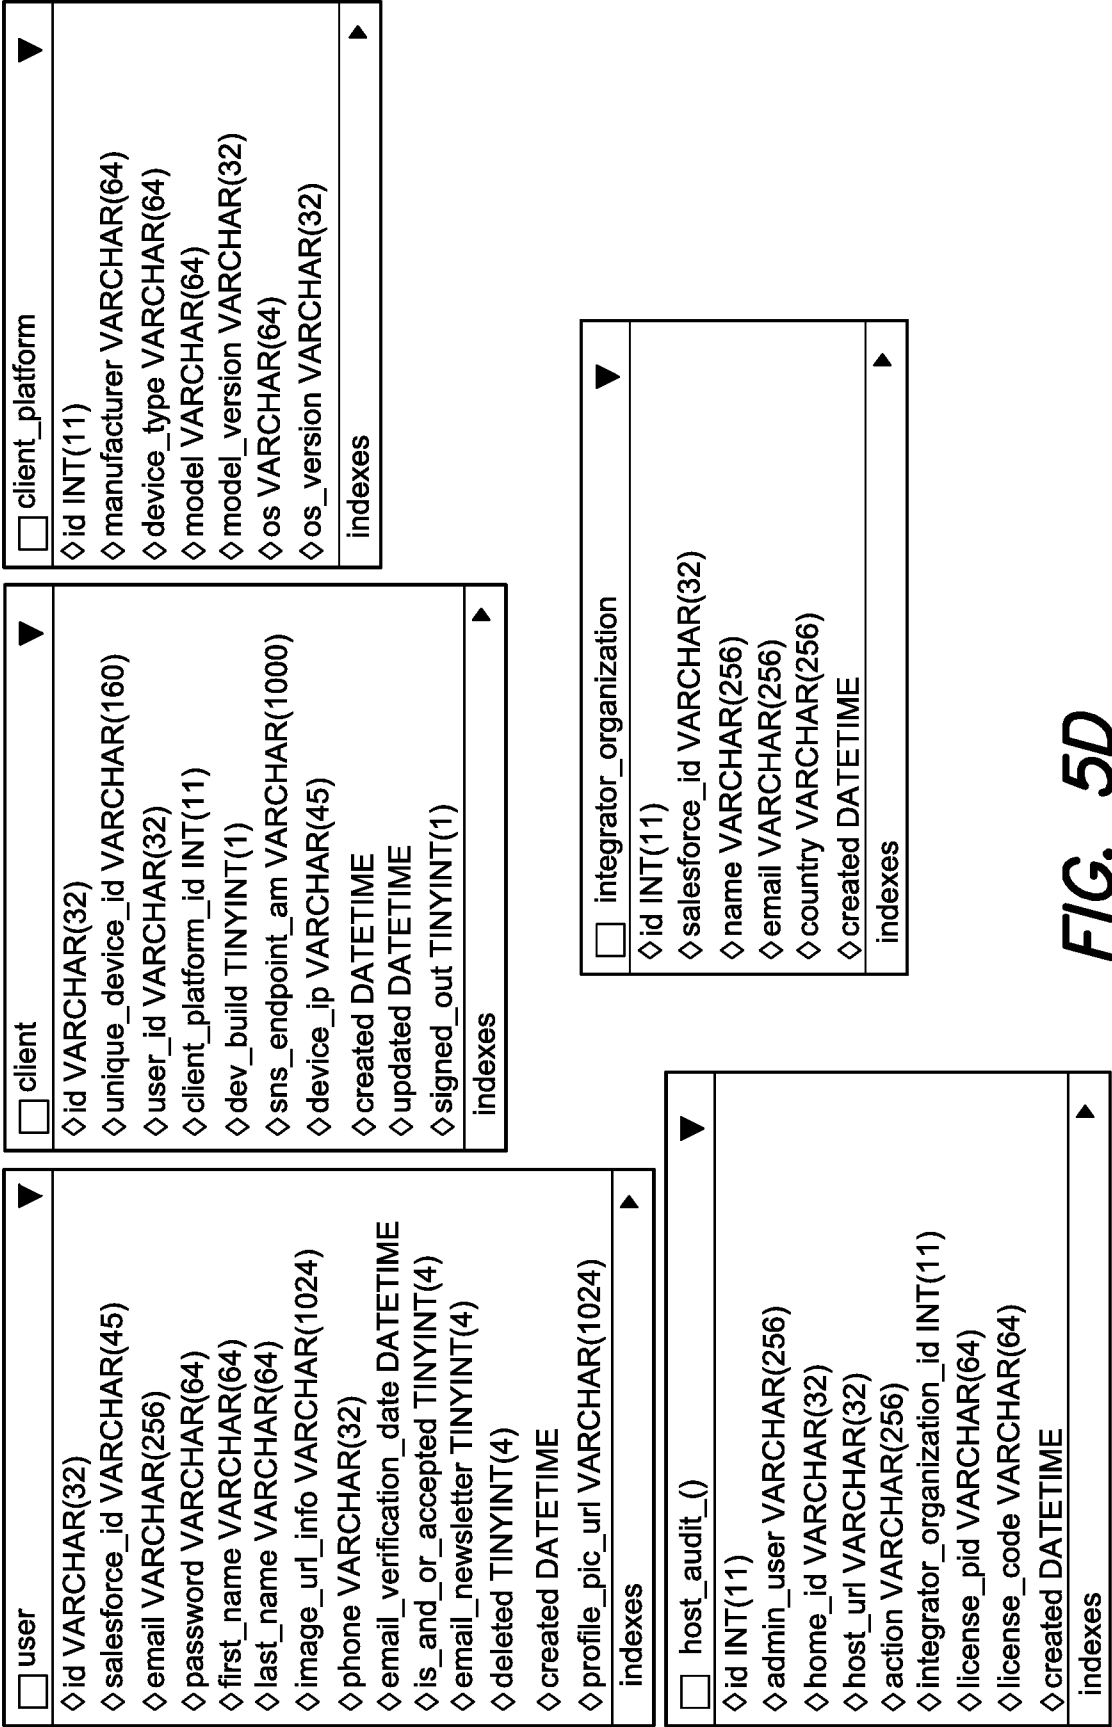 user
◇id VARCHAR(32)
◇salesforce_id VARCHAR(45)
◇email VARCHAR(256)
◇password VARCHAR(64)
◇first_name VARCHAR(64)
◇last_name VARCHAR(64)
◇image_url_info VARCHAR(1024)
◇phone VARCHAR(32)
◇email_verification_date DATETIME
◇is_and_or_accepted TINYINT(4)
◇email_newsletter TINYINT(4)
◇deleted TINYINT(4)
◇created DATETIME
◇profile_pic_url VARCHAR(1024)
indexes
client
◇id VARCHAR(32)
◇unique_device_id VARCHAR(160)
◇user_id VARCHAR(32)
◇client_platform_id INT(11)
◇dev_build TINYINT(1)
◇sns_endpoint_am VARCHAR(1000)
◇device_ip VARCHAR(45)
◇created DATETIME
◇updated DATETIME
◇signed_out TINYINT(1)
indexes
client_platform
◇id INT(11)
◇manufacturer VARCHAR(64)
◇device_type VARCHAR(64)
◇model VARCHAR(64)
◇model_version VARCHAR(32)
◇os VARCHAR(64)
◇os_version VARCHAR(32)
indexes
host_audit_()
◇id INT(11)
◇admin_user VARCHAR(256)
◇home_id VARCHAR(32)
◇host_url VARCHAR(32)
◇action VARCHAR(256)
◇integrator_organization_id INT(11)
◇license_pid VARCHAR(64)
◇license_code VARCHAR(64)
◇created DATETIME
indexes
integrator_organization
◇id INT(11)
◇salesforce_id VARCHAR(32)
◇name VARCHAR(256)
◇email VARCHAR(256)
◇country VARCHAR(256)
◇created DATETIME
indexes
FIG. 5D